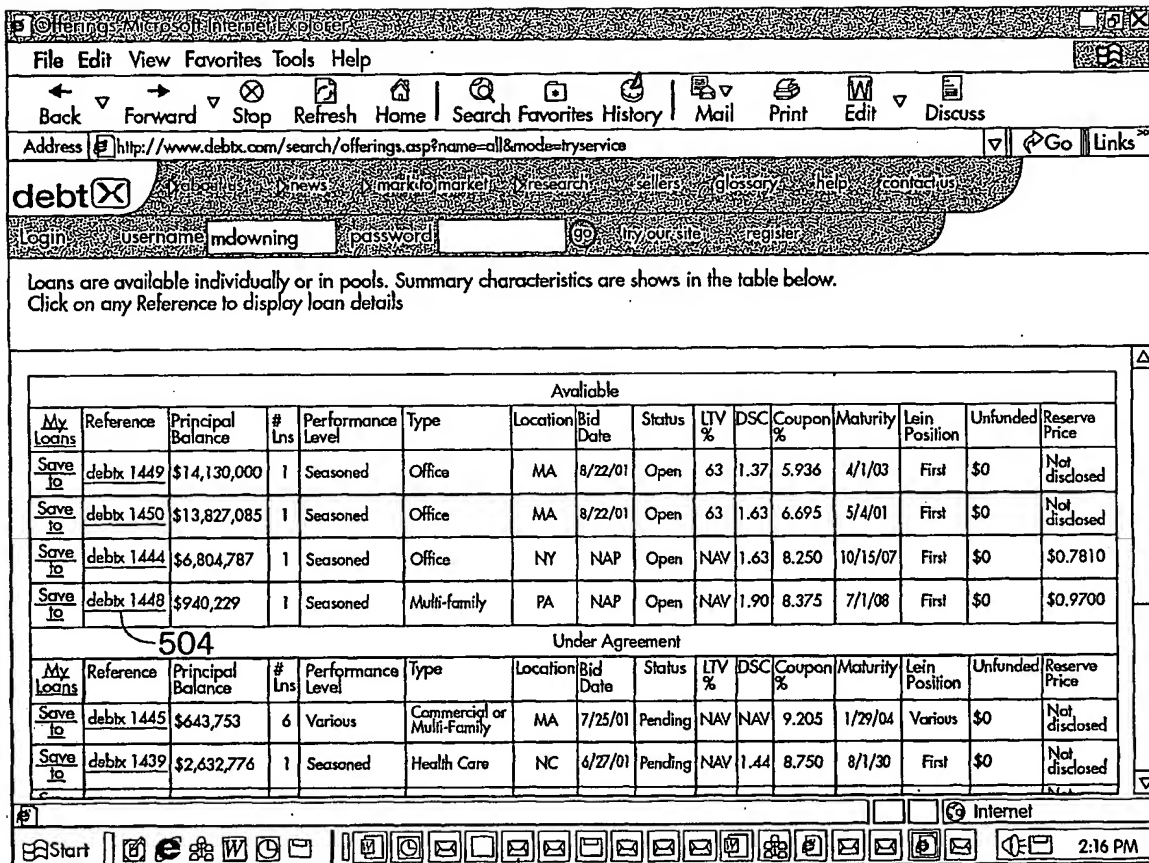 Offerings - Microsoft Internet Explorer
File Edit View Favorites Tools Help
Back Forward Stop Refresh Home Search Favorites History Mail Print Edit Discuss
Address http://www.debtx.com/search/offerings.asp?name=all&mode=tryservice Go Links »
debtX about us news mark to market research sellers glossary help contact us
Login username mdowning password go try our site register
Loans are available individually or in pools. Summary characteristics are shows in the table below.
Click on any Reference to display loan details
Avaliable
My Loans Reference Principal Balance # Lns Performance Level Type Location Bid Date Status LTV % DSC Coupon % Maturity Lein Position Unfunded Reserve Price
Save to debtx 1449 $14,130,000 1 Seasoned Office MA 8/22/01 Open 63 1.37 5.936 4/1/03 First $0 Not disclosed
Save to debtx 1450 $13,827,085 1 Seasoned Office MA 8/22/01 Open 63 1.63 6.695 5/4/01 First $0 Not disclosed
Save to debtx 1444 $6,804,787 1 Seasoned Office NY NAP Open NAV 1.63 8.250 10/15/07 First $0 $0.7810
Save to debtx 1448 $940,229 1 Seasoned Multi-family PA NAP Open NAV 1.90 8.375 7/1/08 First $0 $0.9700
504 Under Agreement
My Loans Reference Principal Balance # Lns Performance Level Type Location Bid Date Status LTV % DSC Coupon % Maturity Lein Position Unfunded Reserve Price
Save to debtx 1445 $643,753 6 Various Commercial or Multi-Family MA 7/25/01 Pending NAV NAV 9.205 1/29/04 Various $0 Not disclosed
Save to debtx 1439 $2,632,776 1 Seasoned Health Care NC 6/27/01 Pending NAV 1.44 8.750 8/1/30 First $0 Not disclosed
Internet
Start 2:16 PM